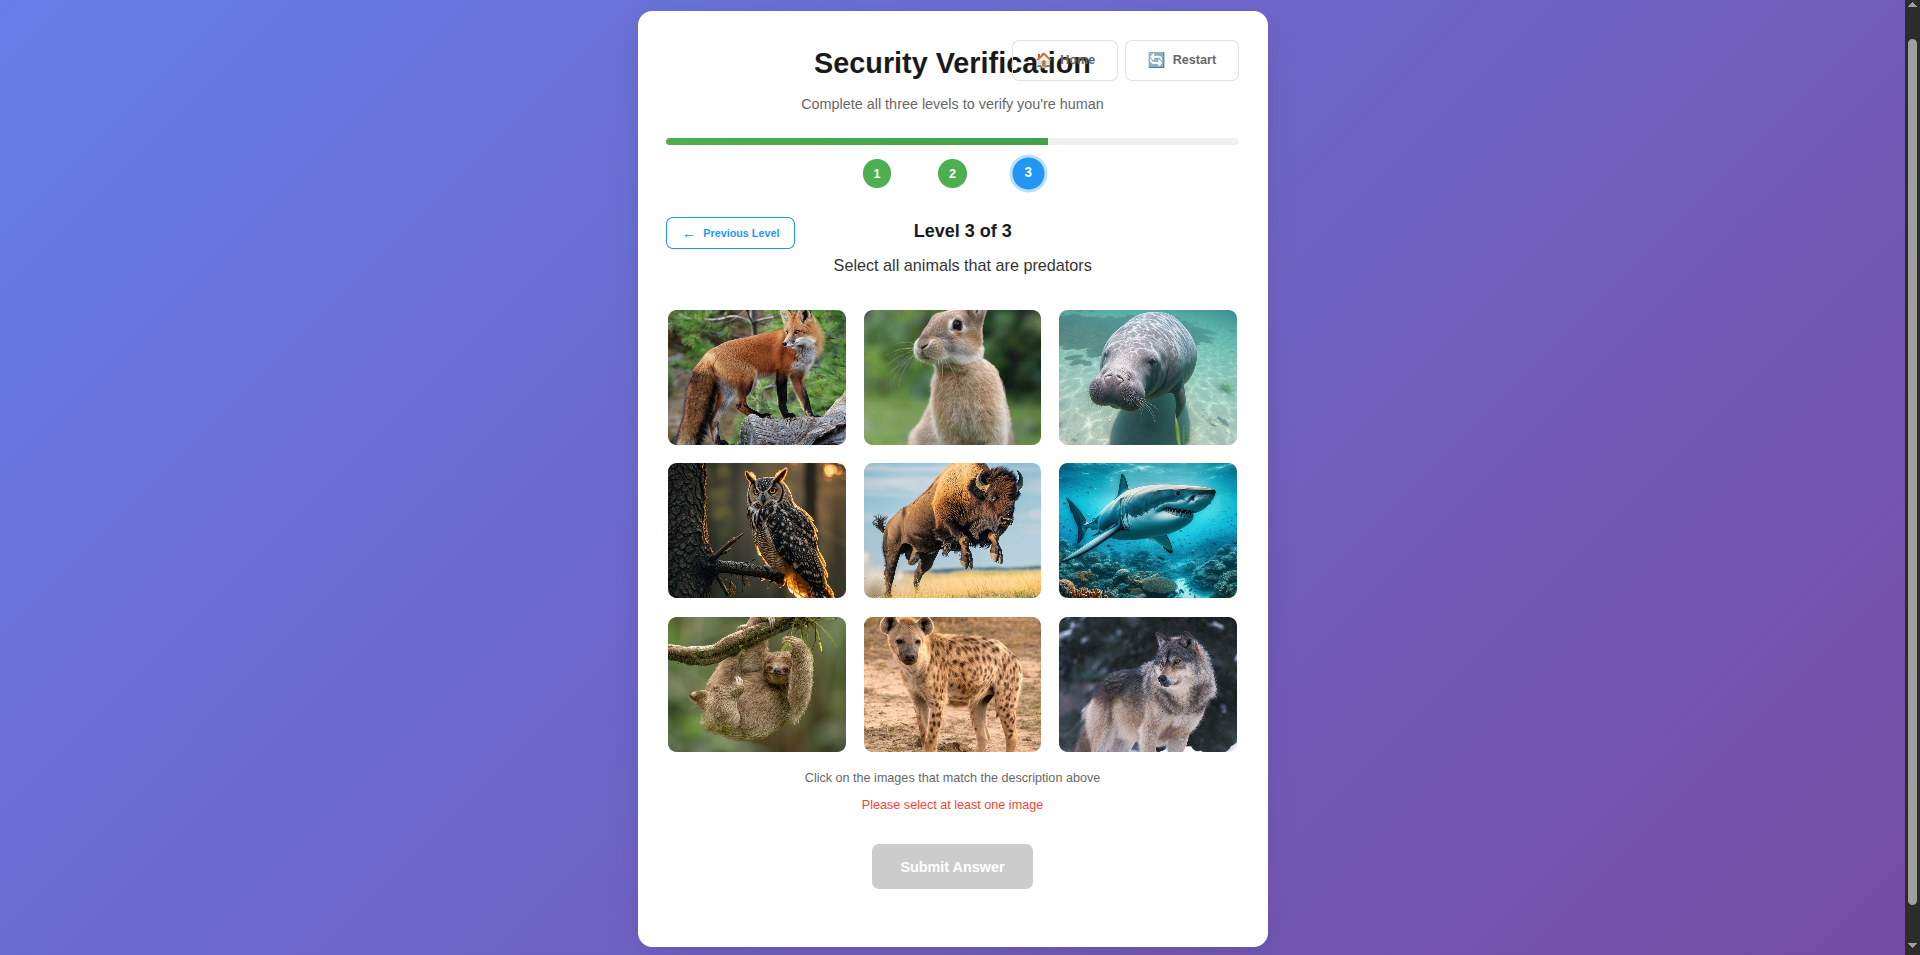 Security Verification
🏠 Home
🔄 Restart
Complete all three levels to verify you're human
1
2
3
← Previous Level
Level 3 of 3
Select all animals that are predators
Click on the images that match the description above
Please select at least one image
Submit Answer